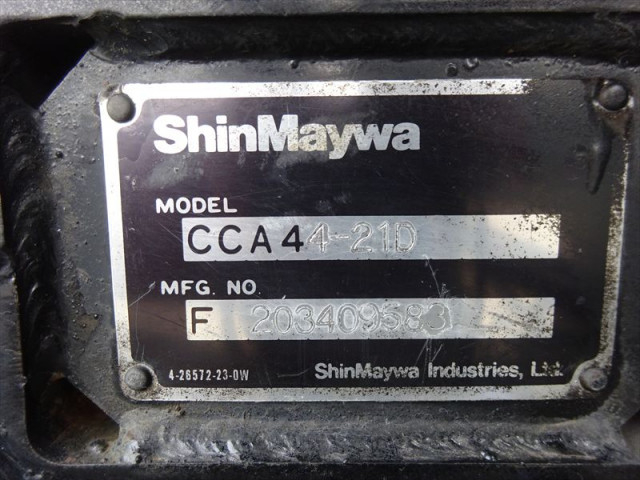 ShinMaywa
MODEL
CCA44-21D
MFG. NO.
F 203409583
4-26572-23-0W
ShinMaywa Industries, Ltd.